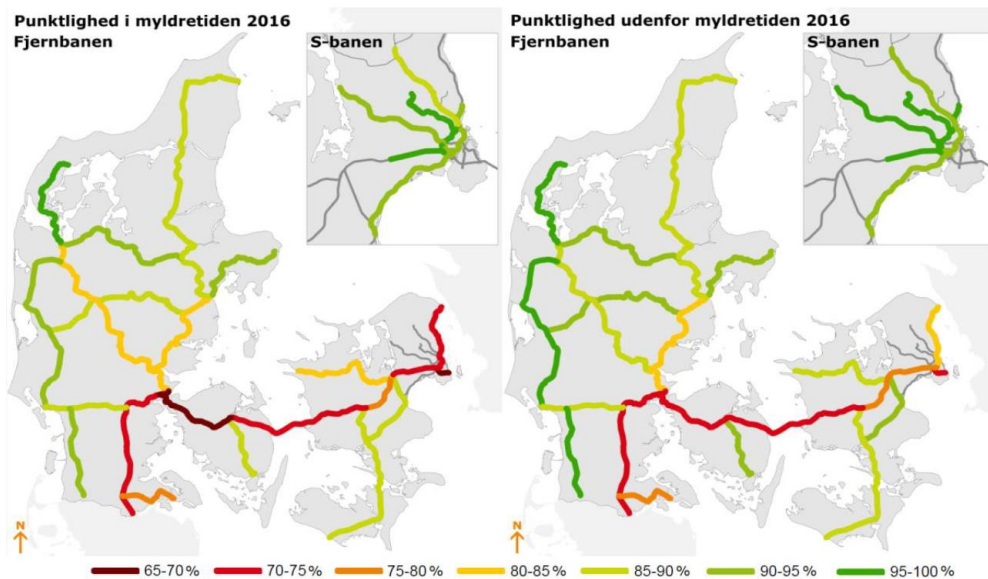 Punktlighed i myldretiden 2016
Fjernbanen
S-banen
Punktlighed udenfor myldretiden 2016
Fjernbanen
S-banen
N
N
65-70% 70-75% 75-80% 80-85% 85-90% 90-95% 95-100%